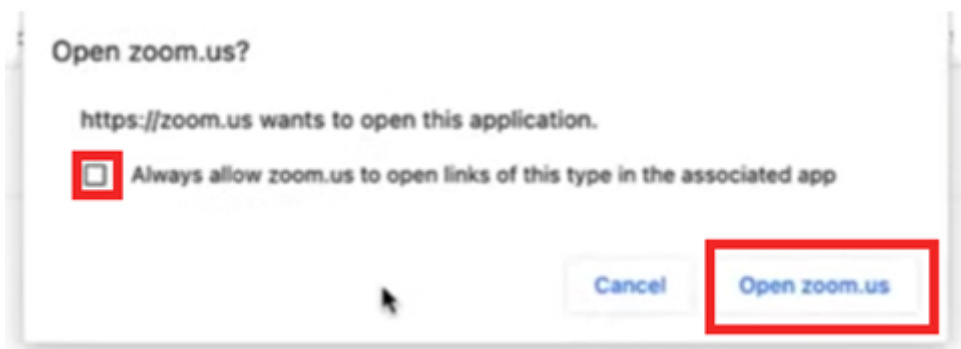 Open zoom.us?
https://zoom.us wants to open this application.
Always allow zoom.us to open links of this type in the associated app
Cancel Open zoom.us